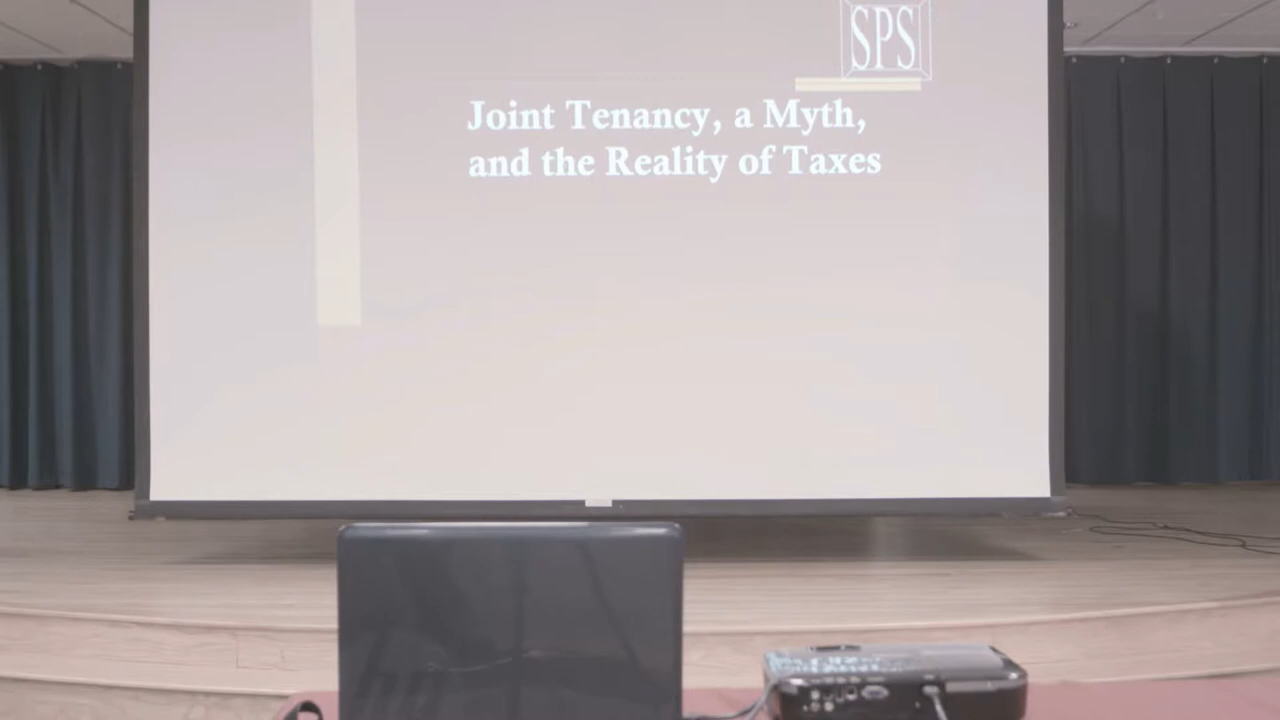 SPS
Joint Tenancy, a Myth,
and the Reality of Taxes